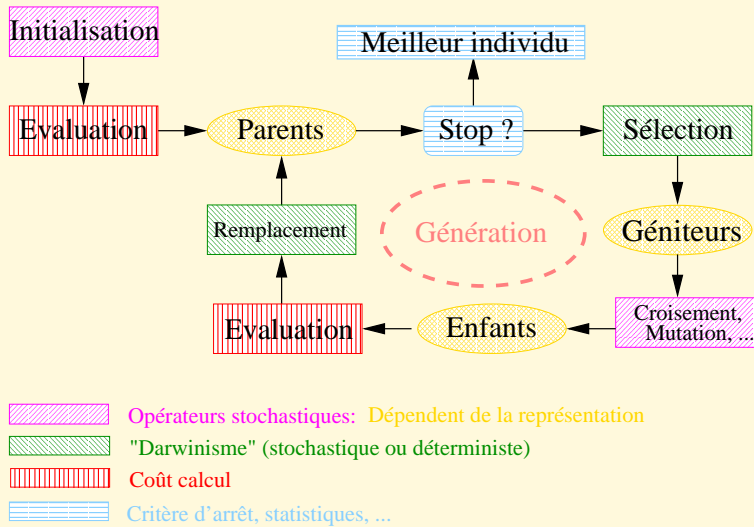 Initialisation
Meilleur individu
Evaluation
Parents
Stop ?
Sélection
Remplacement
Génération
Géniteurs
Evaluation
Enfants
Croisement,
Mutation, ...
Opérateurs stochastiques: Dépendent de la représentation
"Darwinisme" (stochastique ou déterministe)
Coût calcul
Critère d'arrêt, statistiques, ...